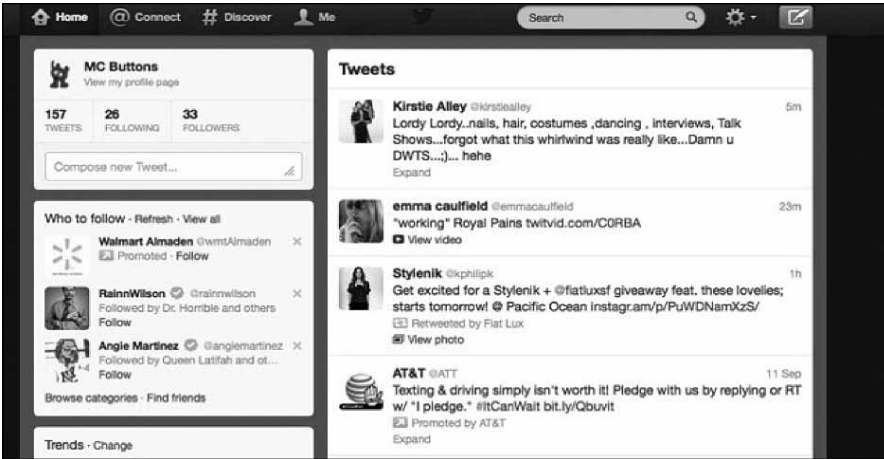 Home @ Connect # Discover Me Search
MC Buttons
View my profile page
157 26 33
TWEETS FOLLOWING FOLLOWERS
Compose new Tweet...
Who to follow · Refresh · View all
Walmart Almaden @wmtAlmaden ×
Promoted · Follow
RainnWilson @rainnwilson ×
Followed by Dr. Horrible and others
Follow
Angie Martinez @angiemartinez ×
Followed by Queen Latifah and ot...
Follow
Browse categories · Find friends
Trends · Change
Tweets
Kirstie Alley @kirstiealley 5m
Lordy Lordy..nails, hair, costumes ,dancing , interviews, Talk
Shows...forgot what this whirlwind was really like...Damn u
DWTS...;)... hehe
Expand
emma caulfield @emmacaulfield 23m
"working" Royal Pains twitvid.com/C0RBA
View video
Stylenik @kphilipk 1h
Get excited for a Stylenik + @fiatluxsf giveaway feat. these lovelies;
starts tomorrow! @ Pacific Ocean instagr.am/p/PuWDNamXzS/
Retweeted by Fiat Lux
View photo
AT&T @ATT 11 Sep
Texting & driving simply isn't worth it! Pledge with us by replying or RT
w/ "I pledge." #ItCanWait bit.ly/Qbuvit
Promoted by AT&T
Expand